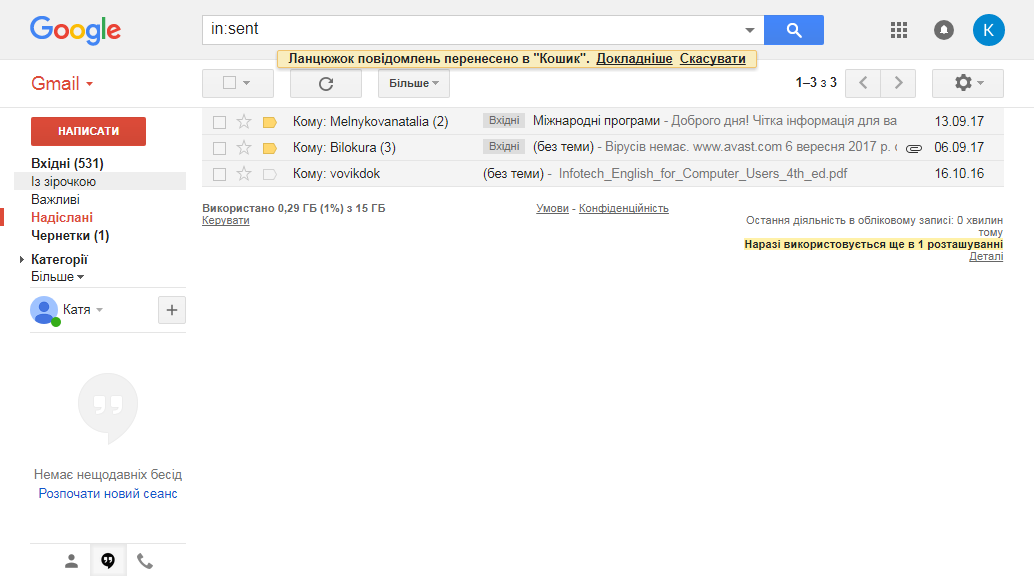 Google
in:sent
Ланцюжок повідомлень перенесено в "Кошик". Докладніше Скасувати
K
Gmail
Більше
1–3 з 3
НАПИСАТИ
Вхідні (531)
Із зірочкою
Важливі
Надіслані
Чернетки (1)
Категорії
Більше
Катя
Немає нещодавніх бесід
Розпочати новий сеанс
Кому: Melnykovanatalia (2) Вхідні Міжнародні програми - Доброго дня! Чітка інформація для ва 13.09.17
Кому: Bilokura (3) Вхідні (без теми) - Вірусів немає. www.avast.com 6 вересня 2017 р. 06.09.17
Кому: vovikdok (без теми) - Infotech_English_for_Computer_Users_4th_ed.pdf 16.10.16
Використано 0,29 ГБ (1%) з 15 ГБ
Керувати
Умови - Конфіденційність
Остання діяльність в обліковому записі: 0 хвилин
тому
Наразі використовується ще в 1 розташуванні
Деталі